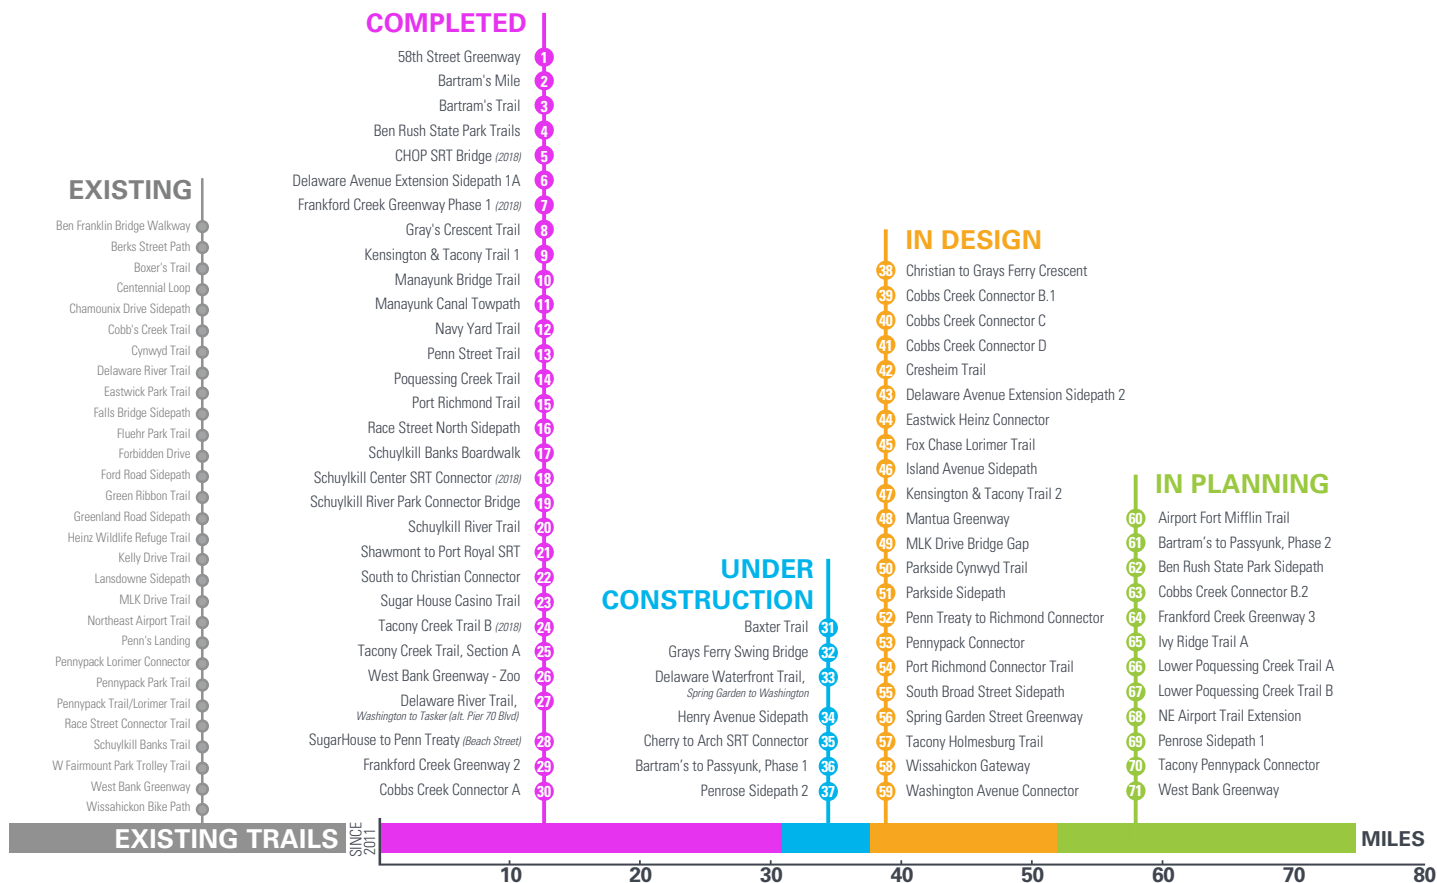 COMPLETED
58th Street Greenway 1
Bartram's Mile 2
Bartram's Trail 3
Ben Rush State Park Trails 4
CHOP SRT Bridge (2018) 5
Delaware Avenue Extension Sidepath 1A 6
Frankford Creek Greenway Phase 1 (2018) 7
Gray's Crescent Trail 8
Kensington & Tacony Trail 1 9
Manayunk Bridge Trail 10
Manayunk Canal Towpath 11
Navy Yard Trail 12
Penn Street Trail 13
Poquessing Creek Trail 14
Port Richmond Trail 15
Race Street North Sidepath 16
Schuylkill Banks Boardwalk 17
Schuylkill Center SRT Connector (2018) 18
Schuylkill River Park Connector Bridge 19
Schuylkill River Trail 20
Shawmont to Port Royal SRT 21
South to Christian Connector 22
Sugar House Casino Trail 23
Tacony Creek Trail B (2018) 24
Tacony Creek Trail, Section A 25
West Bank Greenway - Zoo 26
Delaware River Trail, 27
Washington to Tasker (alt. Pier 70 Blvd)
SugarHouse to Penn Treaty (Beach Street) 28
Frankford Creek Greenway 2 29
Cobbs Creek Connector A 30
EXISTING
Ben Franklin Bridge Walkway
Berks Street Path
Boxer's Trail
Centennial Loop
Chamounix Drive Sidepath
Cobb's Creek Trail
Cynwyd Trail
Delaware River Trail
Eastwick Park Trail
Falls Bridge Sidepath
Fluehr Park Trail
Forbidden Drive
Ford Road Sidepath
Green Ribbon Trail
Greenland Road Sidepath
Heinz Wildlife Refuge Trail
Kelly Drive Trail
Lansdowne Sidepath
MLK Drive Trail
Northeast Airport Trail
Penn's Landing
Pennypack Lorimer Connector
Pennypack Park Trail
Pennypack Trail/Lorimer Trail
Race Street Connector Trail
Schuylkill Banks Trail
W Fairmount Park Trolley Trail
West Bank Greenway
Wissahickon Bike Path
UNDER
CONSTRUCTION
Baxter Trail 31
Grays Ferry Swing Bridge 32
Delaware Waterfront Trail, 33
Spring Garden to Washington
Henry Avenue Sidepath 34
Cherry to Arch SRT Connector 35
Bartram's to Passyunk, Phase 1 36
Penrose Sidepath 2 37
IN DESIGN
38 Christian to Grays Ferry Crescent
39 Cobbs Creek Connector B.1
40 Cobbs Creek Connector C
41 Cobbs Creek Connector D
42 Cresheim Trail
43 Delaware Avenue Extension Sidepath 2
44 Eastwick Heinz Connector
45 Fox Chase Lorimer Trail
46 Island Avenue Sidepath
47 Kensington & Tacony Trail 2
48 Mantua Greenway
49 MLK Drive Bridge Gap
50 Parkside Cynwyd Trail
51 Parkside Sidepath
52 Penn Treaty to Richmond Connector
53 Pennypack Connector
54 Port Richmond Connector Trail
55 South Broad Street Sidepath
56 Spring Garden Street Greenway
57 Tacony Holmesburg Trail
58 Wissahickon Gateway
59 Washington Avenue Connector
IN PLANNING
60 Airport Fort Mifflin Trail
61 Bartram's to Passyunk, Phase 2
62 Ben Rush State Park Sidepath
63 Cobbs Creek Connector B.2
64 Frankford Creek Greenway 3
65 Ivy Ridge Trail A
66 Lower Poquessing Creek Trail A
67 Lower Poquessing Creek Trail B
68 NE Airport Trail Extension
69 Penrose Sidepath 1
70 Tacony Pennypack Connector
71 West Bank Greenway
EXISTING TRAILS
SINCE
2011
MILES
10 20 30 40 50 60 70 80